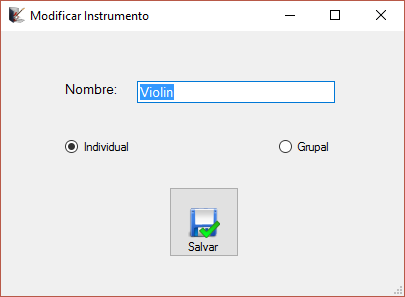 Modificar Instrumento
Nombre: Violin
Individual Grupal
Salvar